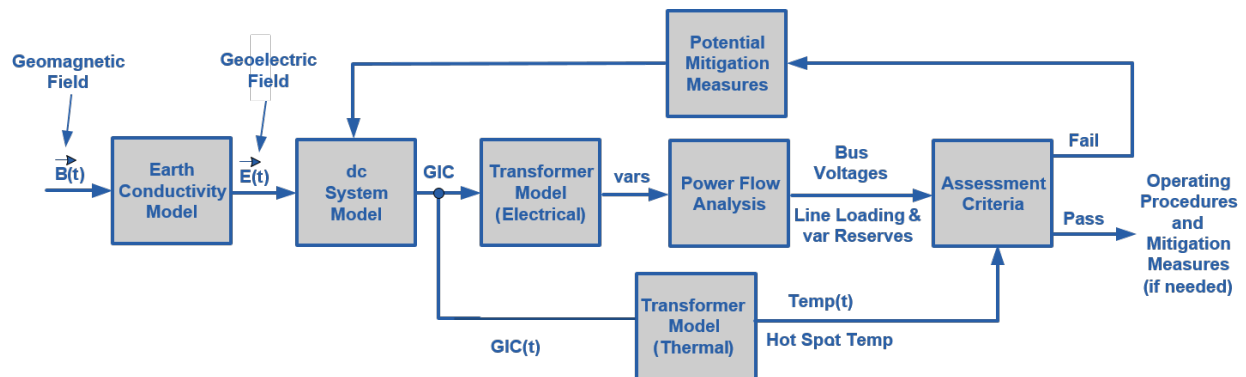 Geomagnetic
Field
Geoelectric
Field
B(t)
Earth
Conductivity
Model
E(t)
dc
System
Model
GIC
Transformer
Model
(Electrical)
vars
Power Flow
Analysis
Bus
Voltages
Line Loading &
var Reserves
Assessment
Criteria
Fail
Potential
Mitigation
Measures
Pass
Operating
Procedures
and
Mitigation
Measures
(if needed)
GIC(t)
Transformer
Model
(Thermal)
Temp(t)
Hot Spot Temp